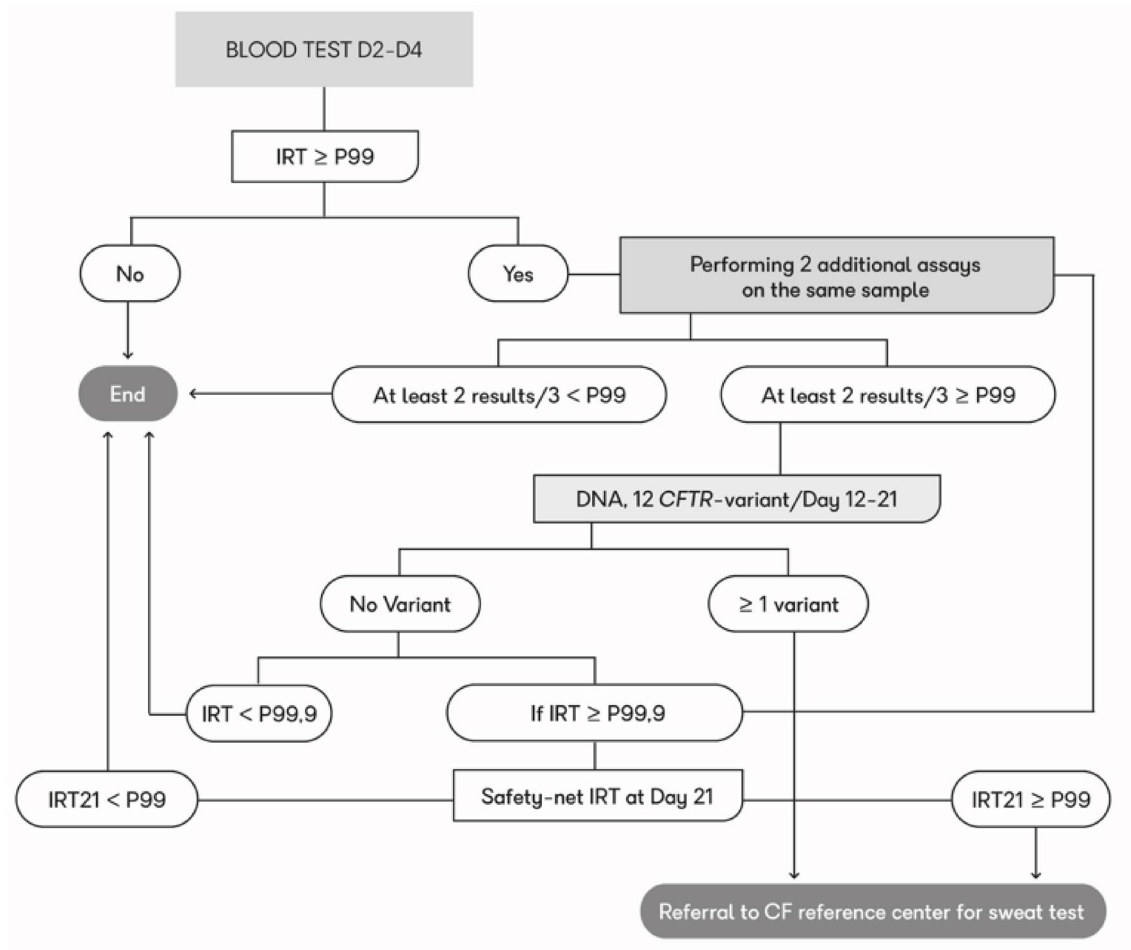 BLOOD TEST D2-D4
IRT ≥ P99
No
Yes
Performing 2 additional assays
on the same sample
End
At least 2 results/3 < P99
At least 2 results/3 ≥ P99
DNA, 12 CFTR-variant/Day 12-21
No Variant
≥ 1 variant
IRT < P99,9
If IRT ≥ P99,9
IRT21 < P99
Safety-net IRT at Day 21
IRT21 ≥ P99
Referral to CF reference center for sweat test